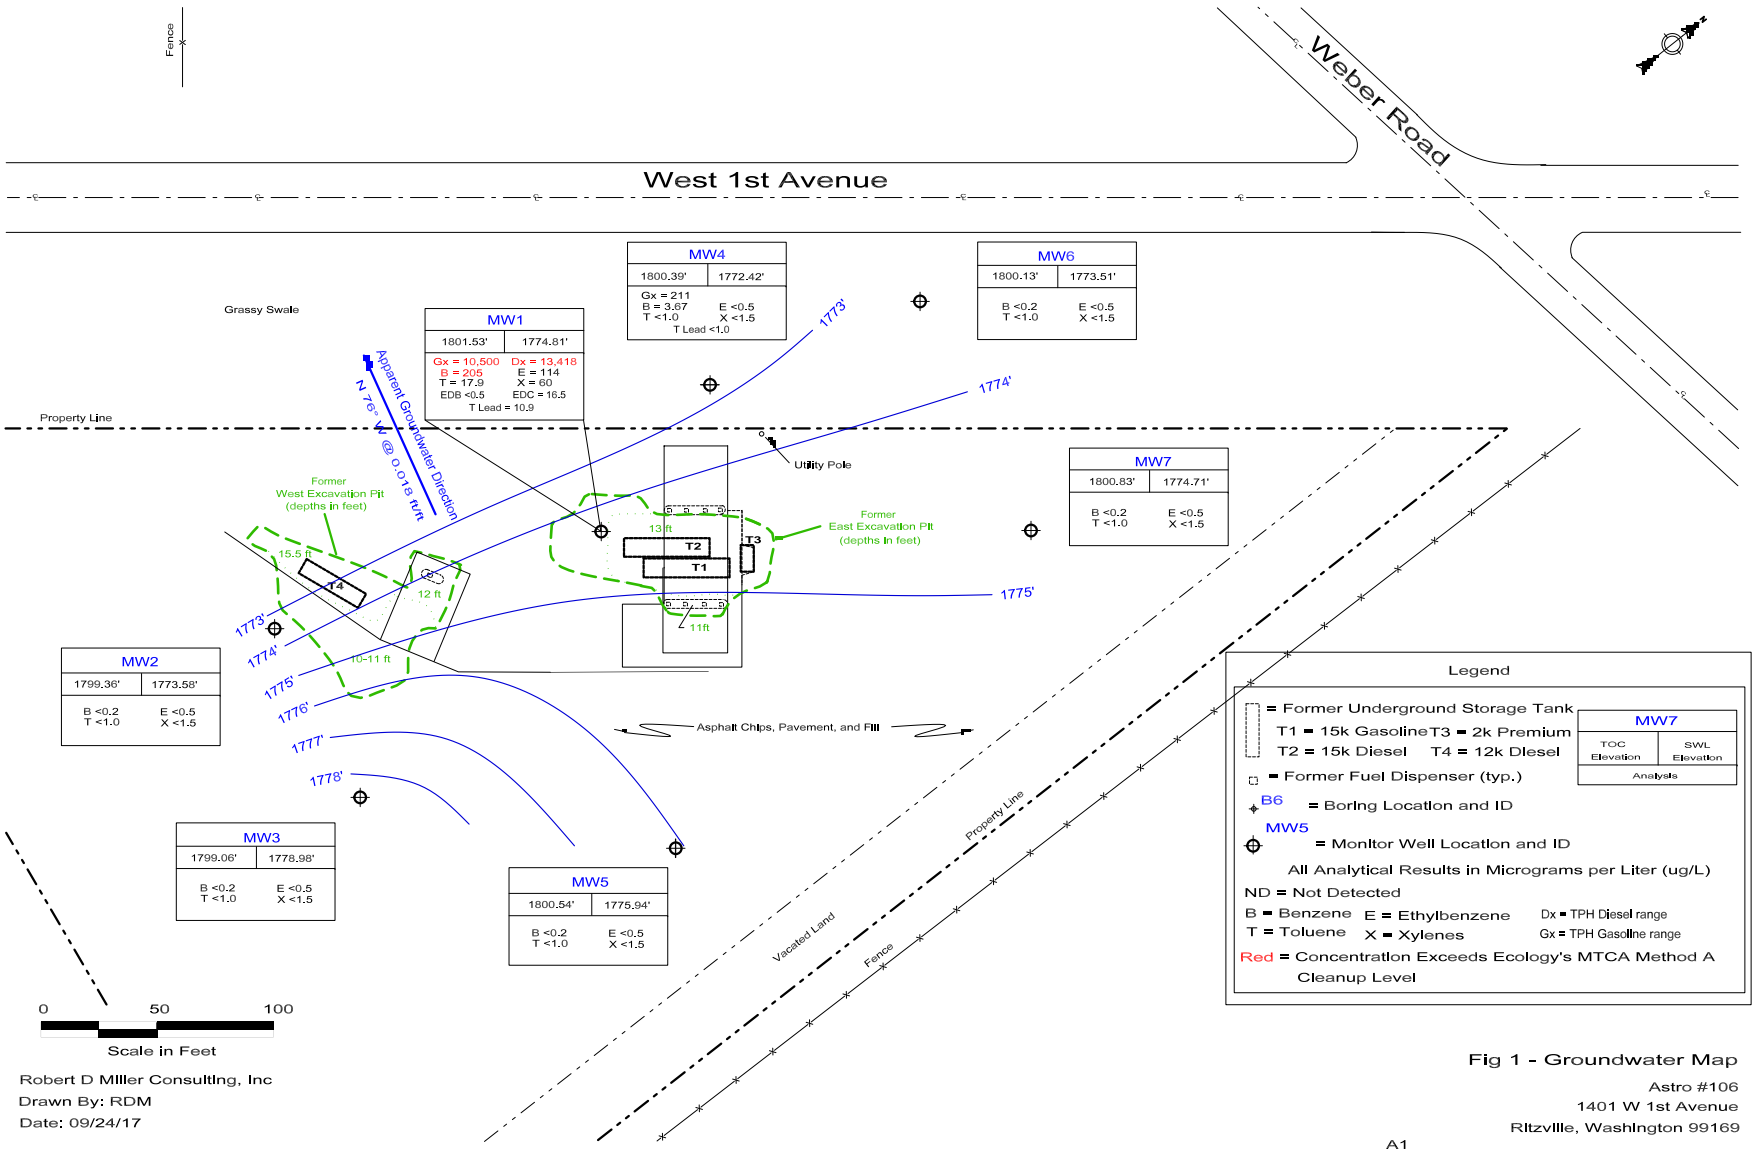 Fence
N
Weber Road
West 1st Avenue
Grassy Swale
Property Line
MW4
1800.39' 1772.42'
Gx = 211
B = 3.67 E <0.5
T <1.0 X <1.5
T Lead <1.0
MW6
1800.13' 1773.51'
B <0.2 E <0.5
T <1.0 X <1.5
MW1
1801.53' 1774.81'
Gx = 10,500 Dx = 13,418
B = 205 E = 114
T = 17.9 X = 60
EDB <0.5 EDC = 16.5
T Lead = 10.9
1773'
1774'
Apparent Groundwater Direction
N 76° W @ 0.018 ft/ft
Utility Pole
MW7
1800.83' 1774.71'
B <0.2 E <0.5
T <1.0 X <1.5
Former
West Excavation Pit
(depths in feet)
Former
East Excavation Pit
(depths in feet)
15.5 ft
T4
12 ft
10-11 ft
13 ft
T2
T1
T3
11ft
1775'
1773'
1774'
1775'
1776'
1777'
1778'
MW2
1799.36' 1773.58'
B <0.2 E <0.5
T <1.0 X <1.5
Asphalt Chips, Pavement, and Fill
MW3
1799.06' 1778.98'
B <0.2 E <0.5
T <1.0 X <1.5
MW5
1800.54' 1775.94'
B <0.2 E <0.5
T <1.0 X <1.5
Property Line
Vacated Land
Fence
Legend
= Former Underground Storage Tank
T1 = 15k Gasoline T3 = 2k Premium
T2 = 15k Diesel T4 = 12k Diesel
= Former Fuel Dispenser (typ.)
B6 = Boring Location and ID
MW5
= Monitor Well Location and ID
MW7
TOC Elevation
SWL Elevation
Analysis
All Analytical Results in Micrograms per Liter (ug/L)
ND = Not Detected
B = Benzene E = Ethylbenzene Dx = TPH Diesel range
T = Toluene X = Xylenes Gx = TPH Gasoline range
Red = Concentration Exceeds Ecology's MTCA Method A
Cleanup Level
0 50 100
Scale in Feet
Robert D Miller Consulting, Inc
Drawn By: RDM
Date: 09/24/17
Fig 1 - Groundwater Map
Astro #106
1401 W 1st Avenue
Ritzville, Washington 99169
A1